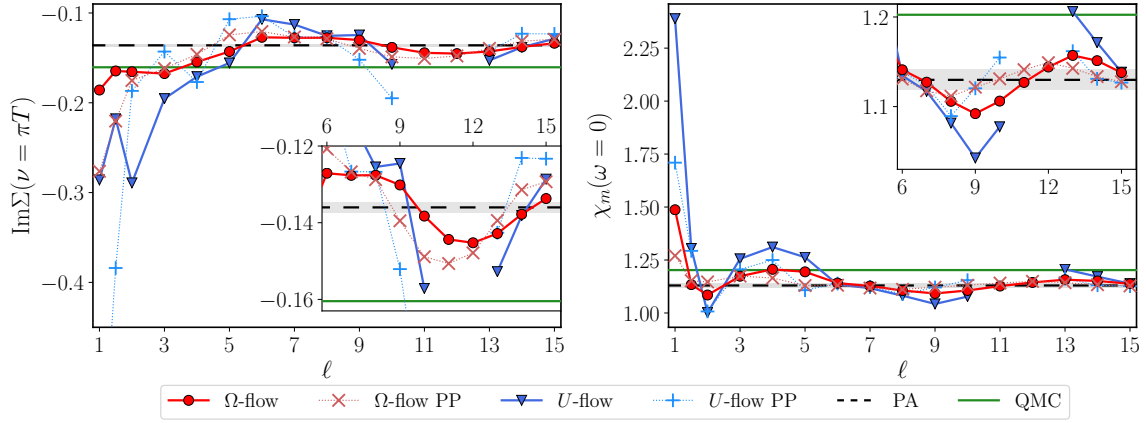 −0.1
−0.2
−0.3
−0.4
ImΣ(ν = πT)
1 3 5 7 9 11 13 15
ℓ
6 9 12 15
−0.12
−0.14
−0.16
2.50
2.25
2.00
1.75
1.50
1.25
1.00
χm(ω = 0)
1 3 5 7 9 11 13 15
ℓ
1.2
1.1
6 9 12 15
Ω-flow Ω-flow PP U-flow U-flow PP PA QMC